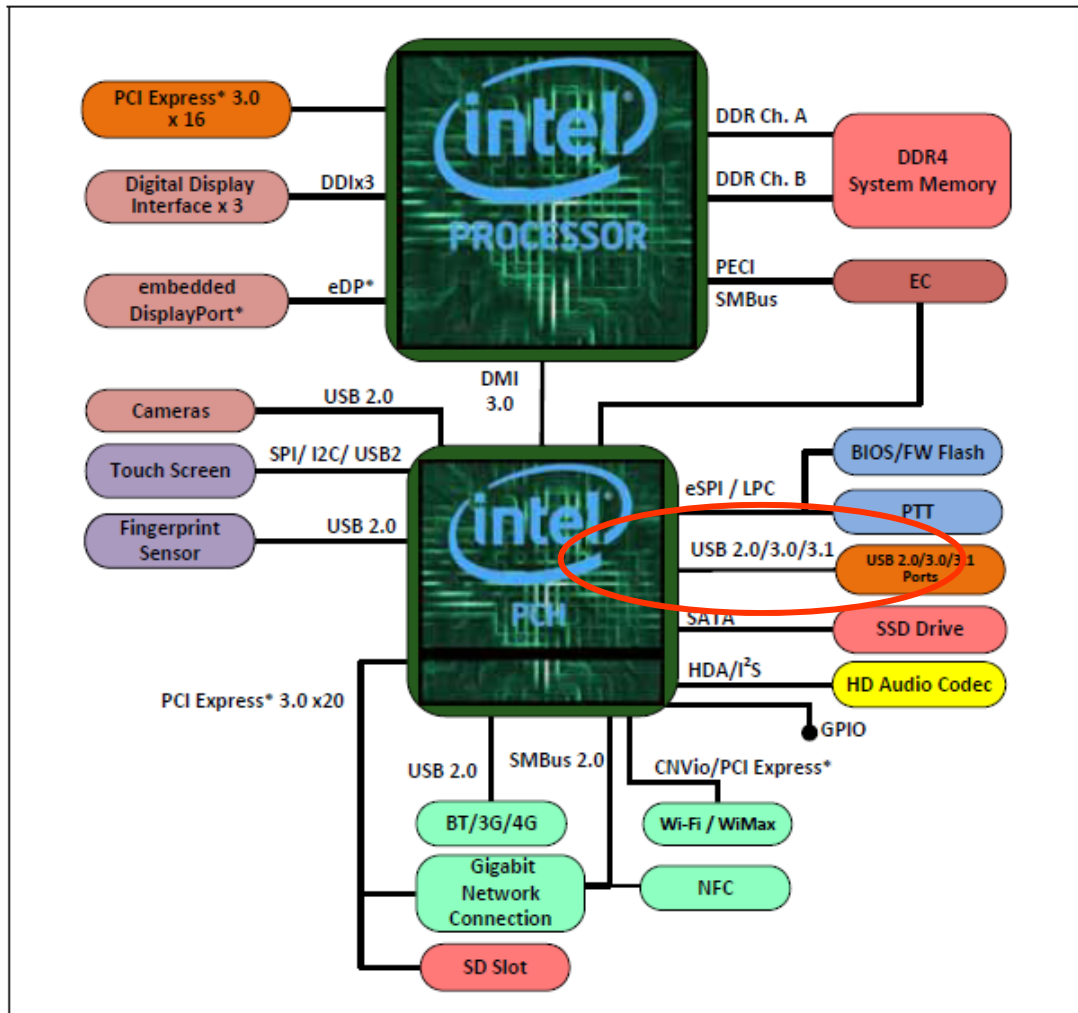 PCI Express* 3.0
x 16
Digital Display
Interface x 3
DDIx3
embedded
DisplayPort*
eDP*
intel®
PROCESSOR
DDR Ch. A
DDR Ch. B
DDR4
System Memory
PECI
SMBus
EC
DMI
3.0
Cameras
USB 2.0
Touch Screen
SPI/ I2C/ USB2
Fingerprint
Sensor
USB 2.0
intel®
PCH
eSPI / LPC
BIOS/FW Flash
PTT
USB 2.0/3.0/3.1
USB 2.0/3.0/3.1
Ports
SATA
SSD Drive
HDA/I²S
HD Audio Codec
GPIO
PCI Express* 3.0 x20
USB 2.0
SMBus 2.0
CNVio/PCI Express*
BT/3G/4G
Wi-Fi / WiMax
Gigabit
Network
Connection
NFC
SD Slot